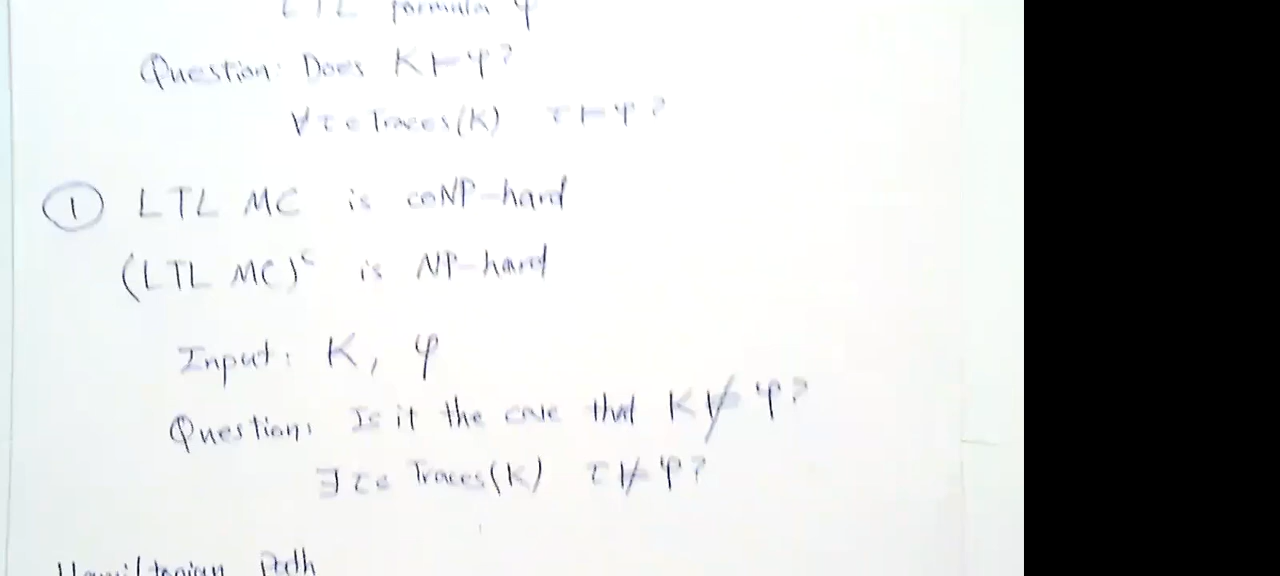 LTL formula φ
Question: Does K ⊢ φ?
∀ τ ∈ Traces(K) τ ⊢ φ?
① LTL MC is coNP-hard
(LTL MC)ᶜ is NP-hard
Input: K, φ
Question: Is it the case that K ⊬ φ?
∃ τ ∈ Traces(K) τ ⊬ φ?
Hamiltonian Path